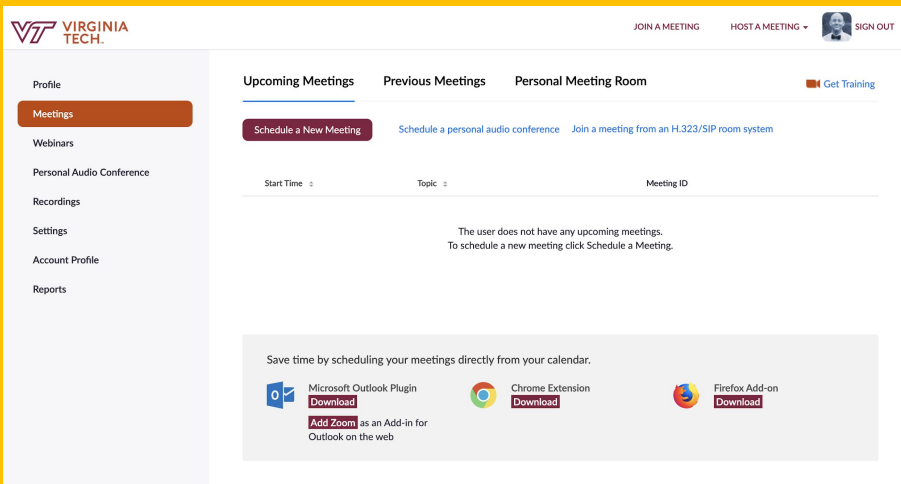 VT VIRGINIA
TECH.
JOIN A MEETING
HOST A MEETING
SIGN OUT
Profile
Meetings
Webinars
Personal Audio Conference
Recordings
Settings
Account Profile
Reports
Upcoming Meetings
Previous Meetings
Personal Meeting Room
Get Training
Schedule a New Meeting
Schedule a personal audio conference
Join a meeting from an H.323/SIP room system
Start Time
Topic
Meeting ID
The user does not have any upcoming meetings.
To schedule a new meeting click Schedule a Meeting.
Save time by scheduling your meetings directly from your calendar.
Microsoft Outlook Plugin
Download
Add Zoom as an Add-in for
Outlook on the web
Chrome Extension
Download
Firefox Add-on
Download